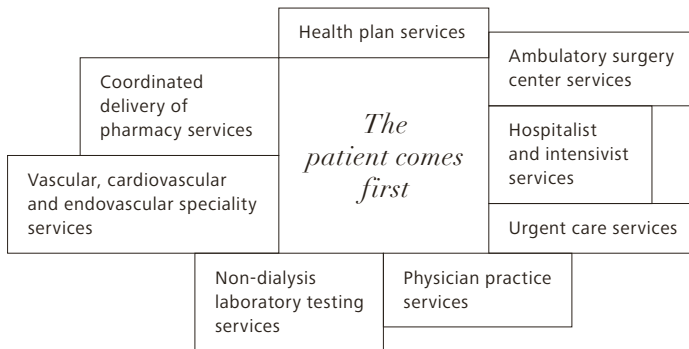 Health plan services
Ambulatory surgery
center services
Coordinated
delivery of
pharmacy services
The
patient comes
first
Hospitalist
and intensivist
services
Vascular, cardiovascular
and endovascular speciality
services
Urgent care services
Non-dialysis
laboratory testing
services
Physician practice
services